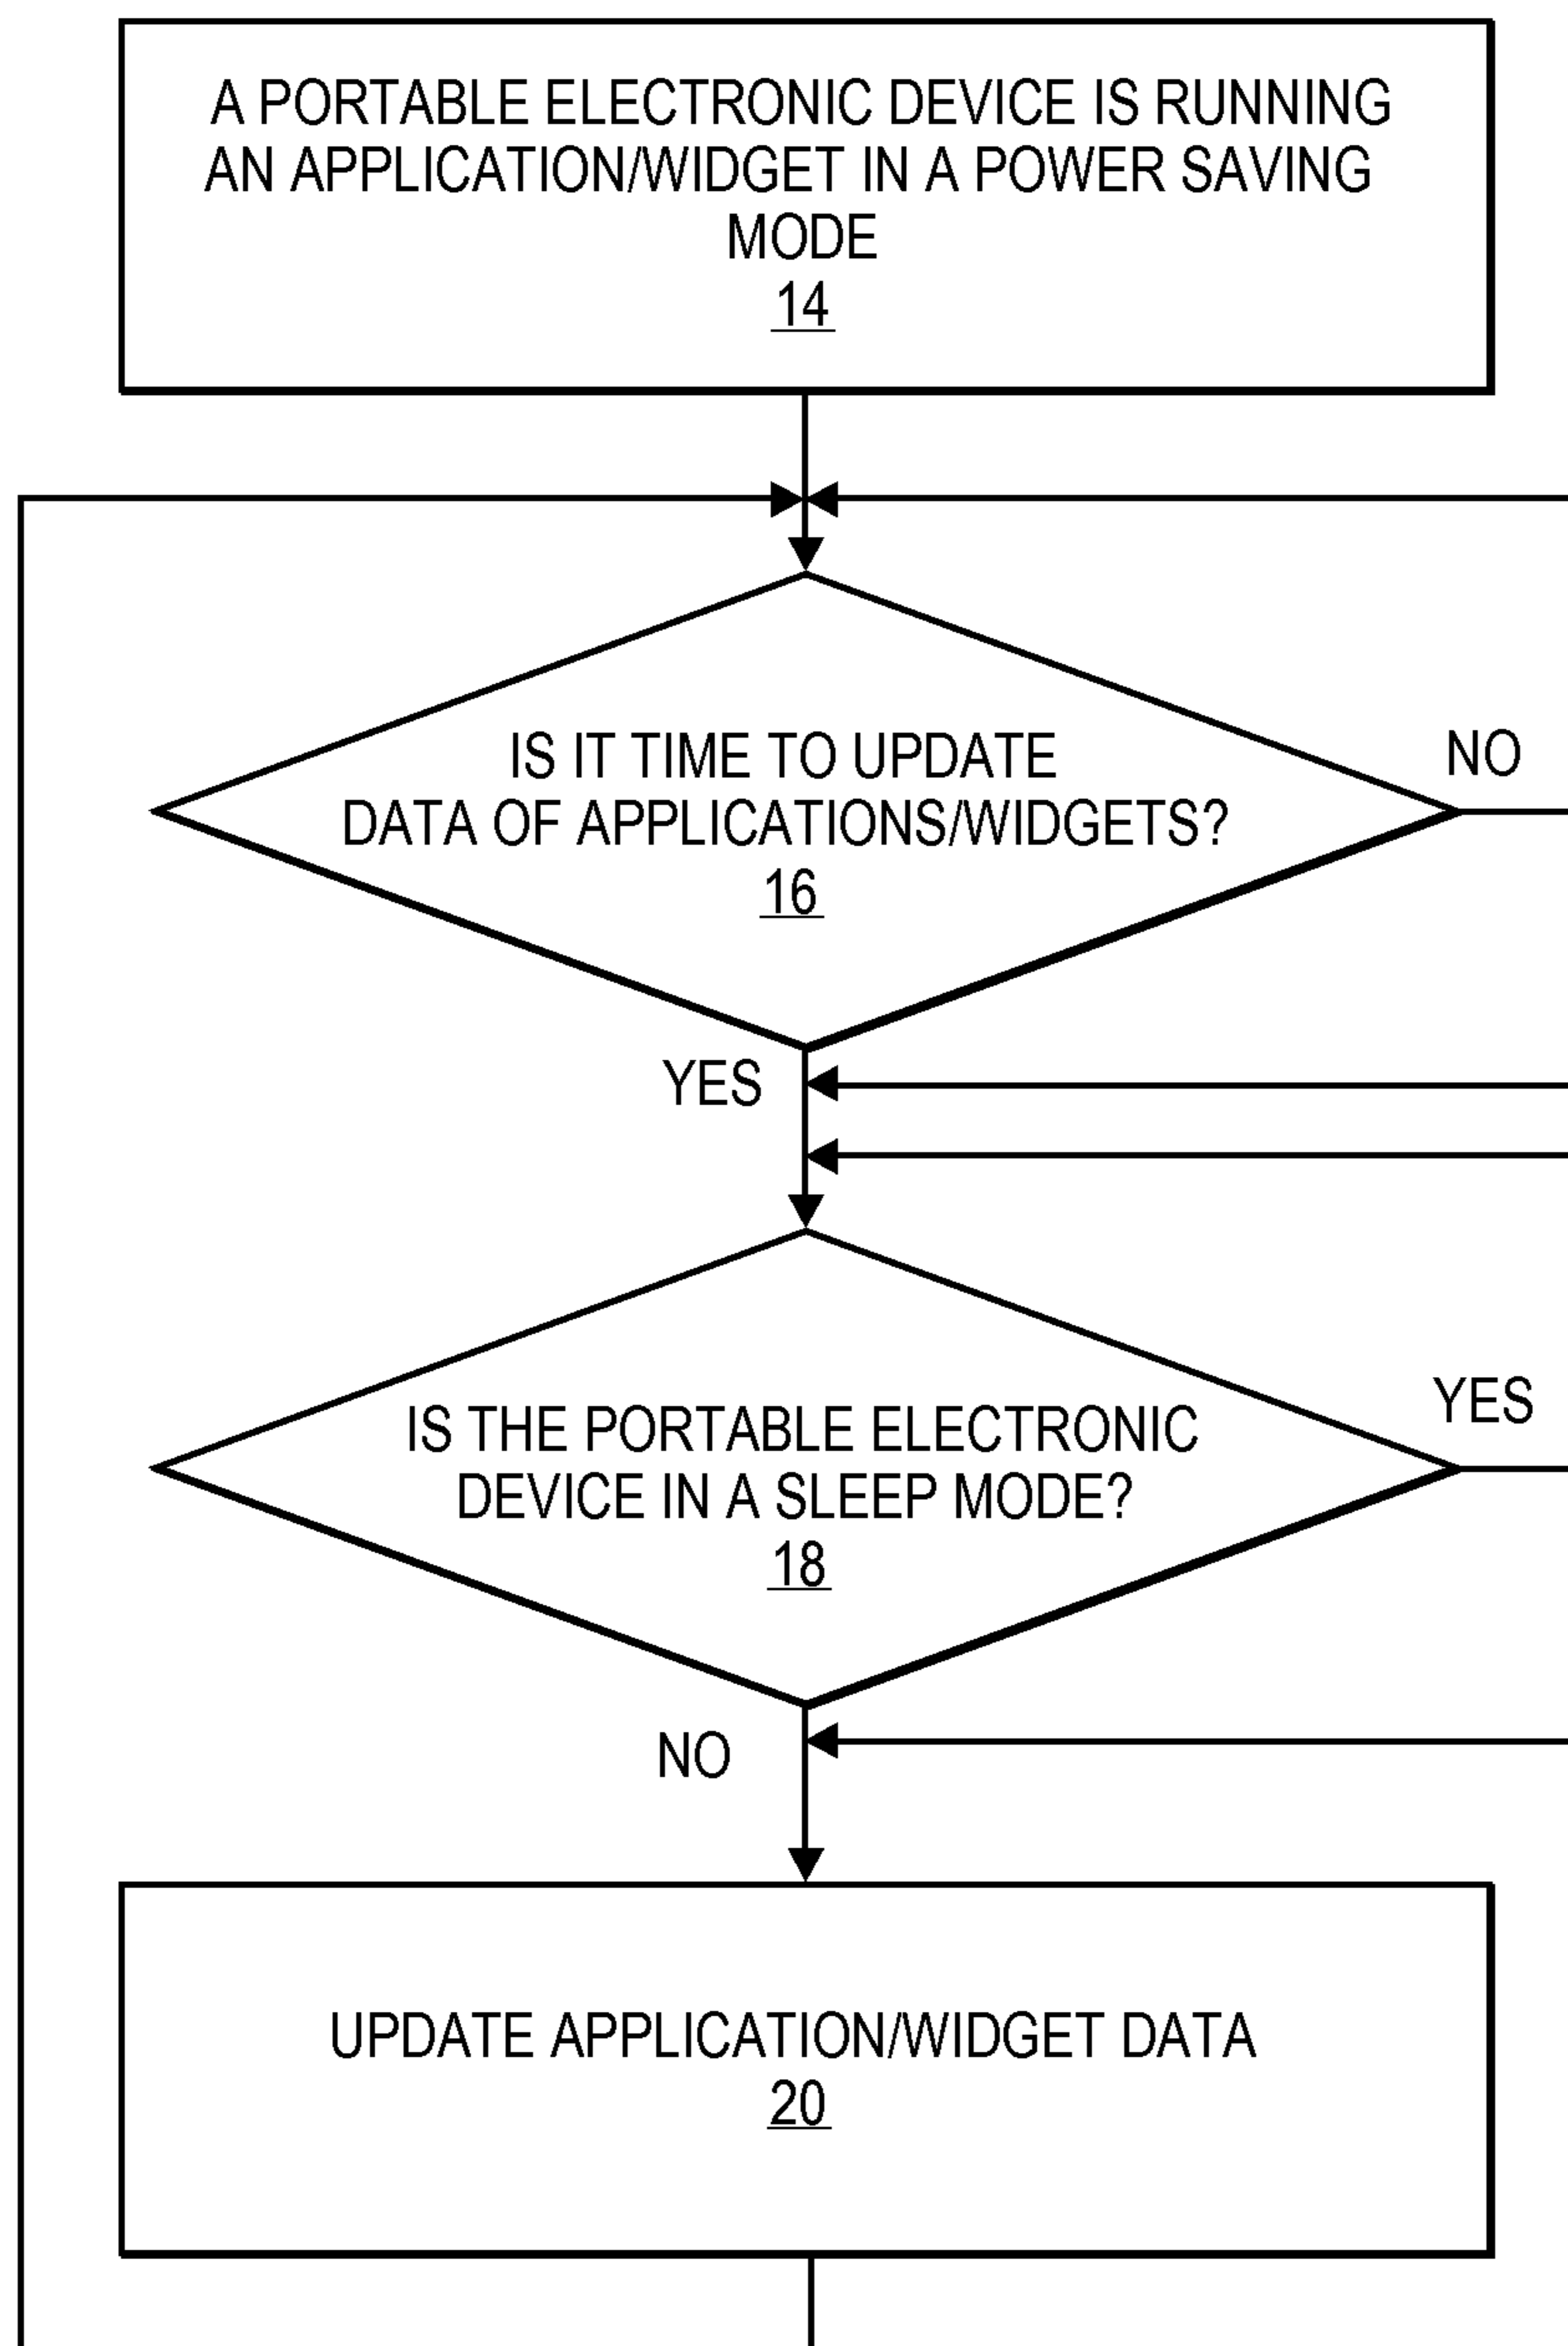 A PORTABLE ELECTRONIC DEVICE IS RUNNING
AN APPLICATION/WIDGET IN A POWER SAVING
MODE
14
IS IT TIME TO UPDATE
DATA OF APPLICATIONS/WIDGETS?
16
NO
YES
IS THE PORTABLE ELECTRONIC
DEVICE IN A SLEEP MODE?
18
YES
NO
UPDATE APPLICATION/WIDGET DATA
20